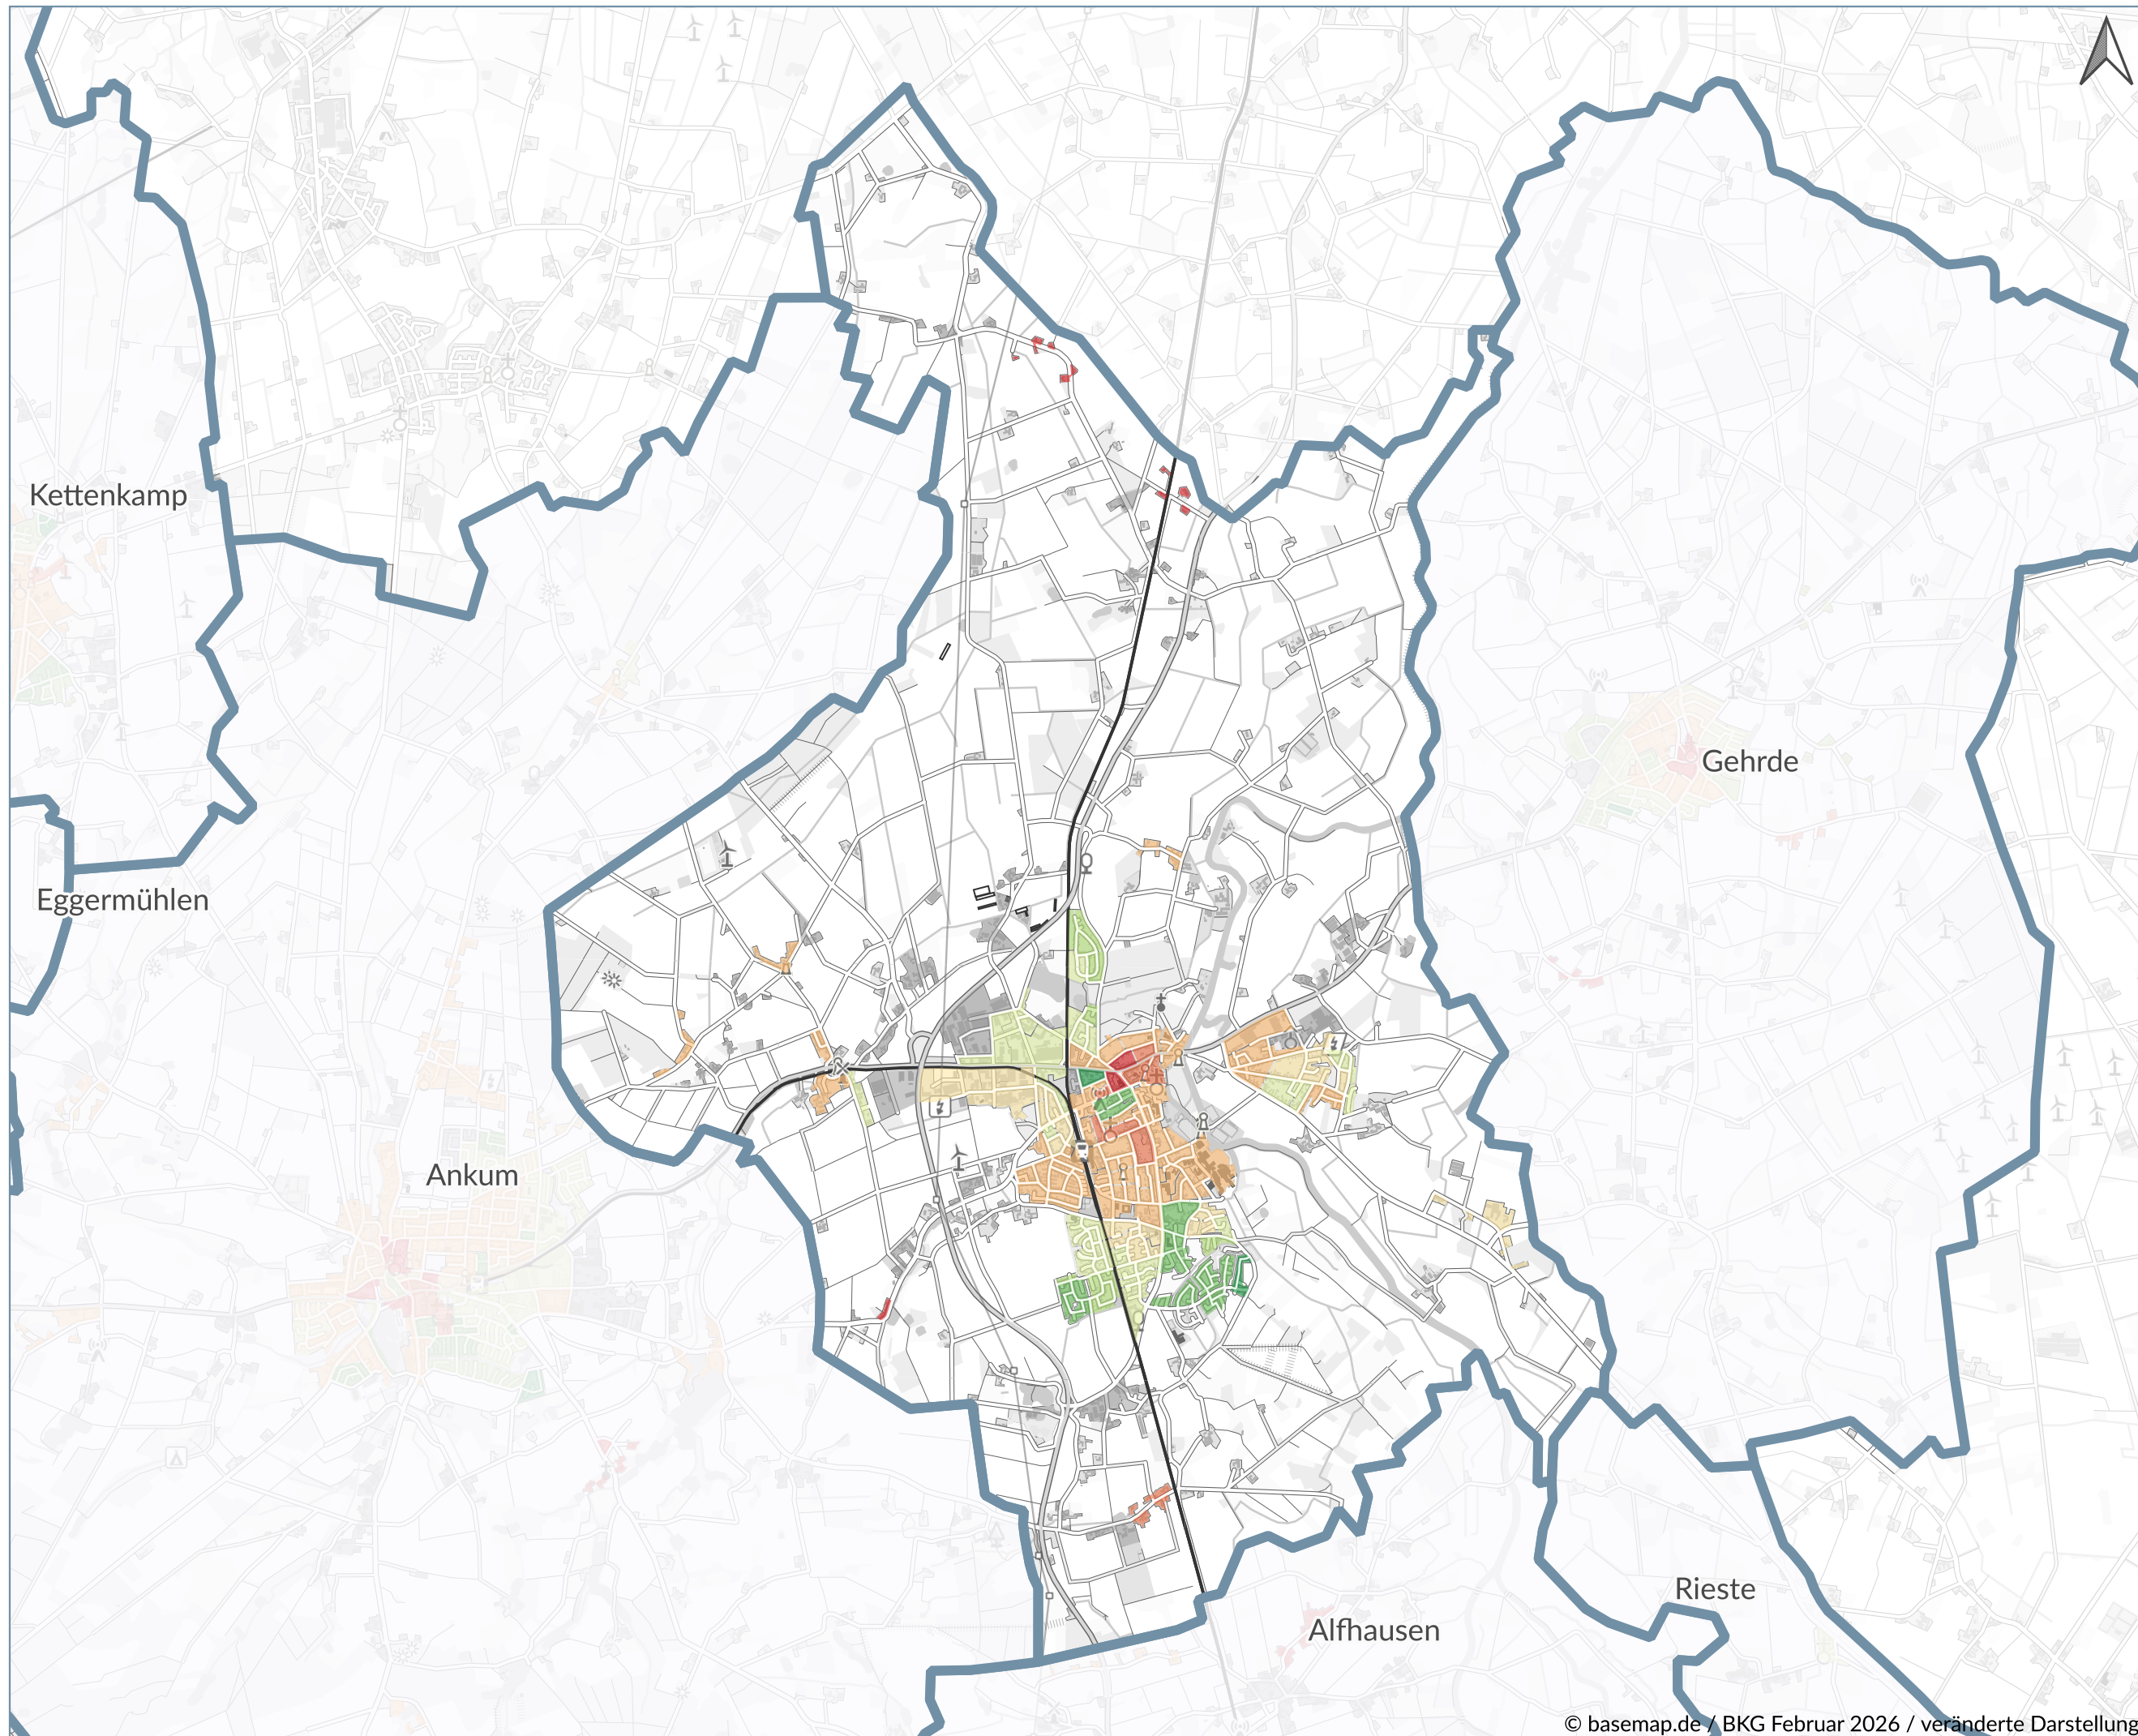 Kettenkamp
Gehrde
Eggermühlen
Ankum
Rieste
Alfhausen
© basemap.de / BKG Februar 2026 / veränderte Darstellung